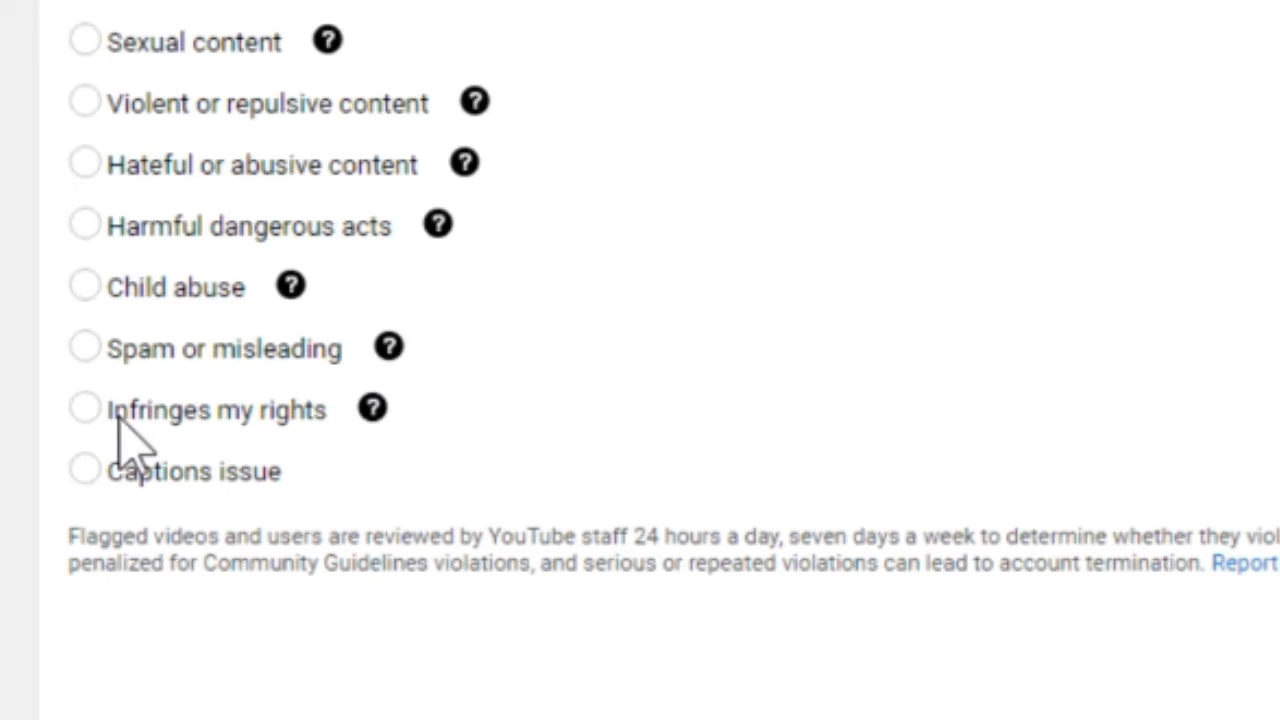 Sexual content
Violent or repulsive content
Hateful or abusive content
Harmful dangerous acts
Child abuse
Spam or misleading
Infringes my rights
Captions issue
Flagged videos and users are reviewed by YouTube staff 24 hours a day, seven days a week to determine whether they viol
penalized for Community Guidelines violations, and serious or repeated violations can lead to account termination. Report